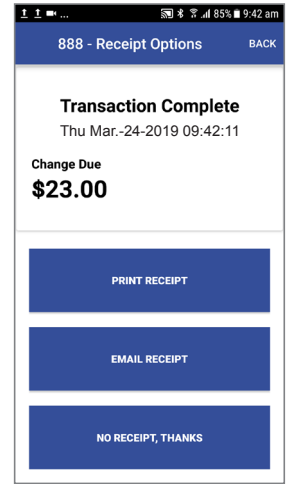 ... 85% 9:42 am
888 - Receipt Options BACK
Transaction Complete
Thu Mar.-24-2019 09:42:11
Change Due
$23.00
PRINT RECEIPT
EMAIL RECEIPT
NO RECEIPT, THANKS